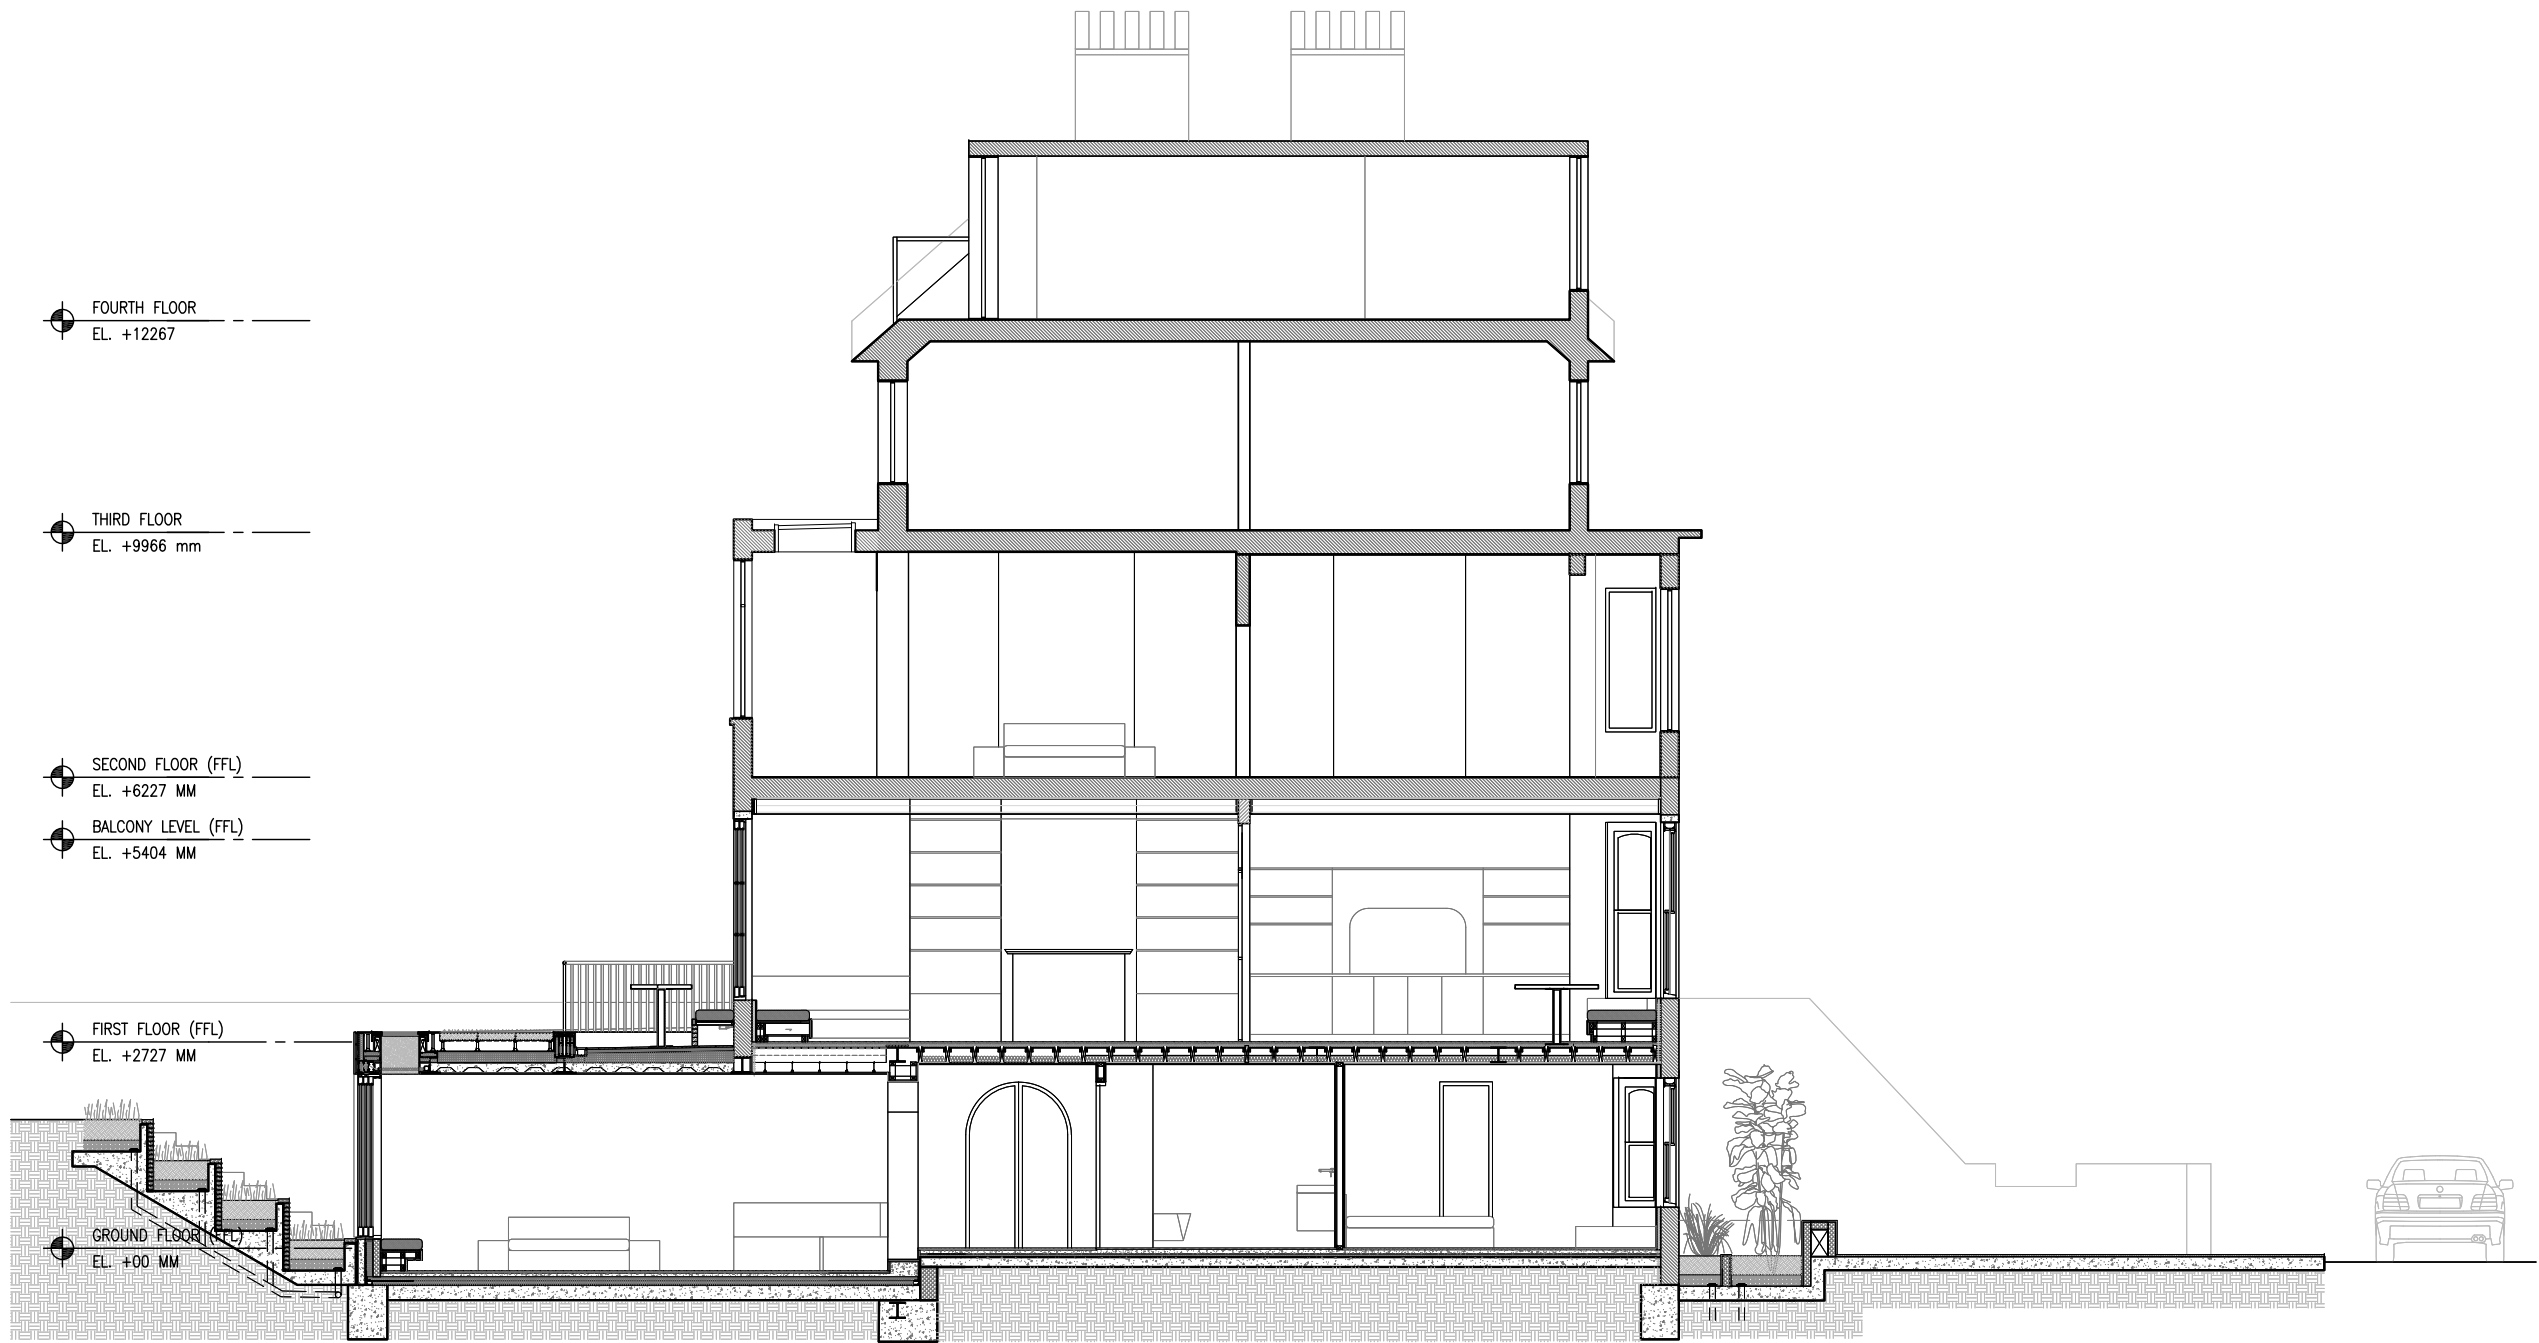 FOURTH FLOOR
EL. +12267
THIRD FLOOR
EL. +9966 mm
SECOND FLOOR (FFL)
EL. +6227 MM
BALCONY LEVEL (FFL)
EL. +5404 MM
FIRST FLOOR (FFL)
EL. +2727 MM
GROUND FLOOR (FFL)
EL. +00 MM